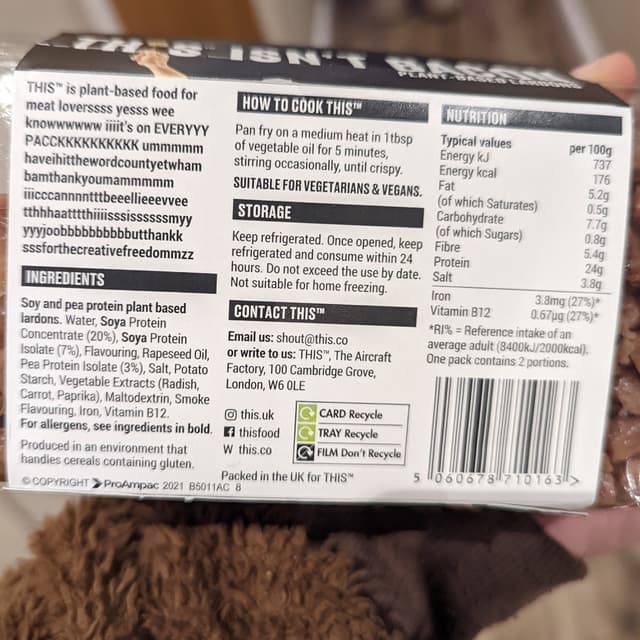 THIS ISN'T BACON
PLANT-BASED LARDONS
THIS™ is plant-based food for
meat loverssss yesss wee
knowwwwww iiiit's on EVERYYY
PACCKKKKKKKKKK ummmmm
haveihitthewordcountyetwham
bamthankyoumammmmm
iiicccannnntttbeeellieeevvee
tthhhaatttthiiiisssissssssmyy
yyyjoobbbbbbbbbbutthankk
sssforthecreativefreedommzz
INGREDIENTS
Soy and pea protein plant based
lardons. Water, Soya Protein
Concentrate (20%), Soya Protein
Isolate (7%), Flavouring, Rapeseed Oil,
Pea Protein Isolate (3%), Salt, Potato
Starch, Vegetable Extracts (Radish,
Carrot, Paprika), Maltodextrin, Smoke
Flavouring, Iron, Vitamin B12.
For allergens, see ingredients in bold.
Produced in an environment that
handles cereals containing gluten.
© COPYRIGHT ProAmpac 2021 B5011AC 8
HOW TO COOK THIS™
Pan fry on a medium heat in 1tbsp
of vegetable oil for 5 minutes,
stirring occasionally, until crispy.
SUITABLE FOR VEGETARIANS & VEGANS.
STORAGE
Keep refrigerated. Once opened, keep
refrigerated and consume within 24
hours. Do not exceed the use by date.
Not suitable for home freezing.
CONTACT THIS™
Email us: shout@this.co
or write to us: THIS™, The Aircraft
Factory, 100 Cambridge Grove,
London, W6 0LE
this.uk
thisfood
W this.co
CARD Recycle
TRAY Recycle
FILM Don't Recycle
Packed in the UK for THIS™
NUTRITION
Typical values per 100g
Energy kJ 737
Energy kcal 176
Fat 5.2g
(of which Saturates) 0.5g
Carbohydrate 7.7g
(of which Sugars) 0.8g
Fibre 5.4g
Protein 24g
Salt 3.8g
Iron 3.8mg (27%)*
Vitamin B12 0.67µg (27%)*
*RI% = Reference intake of an
average adult (8400kJ/2000kcal).
One pack contains 2 portions.
5 060678 710163 >